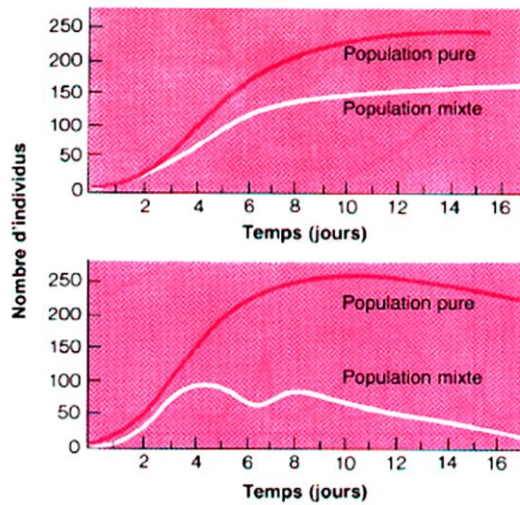 Nombre d'individus
250
200
150
100
50
0
Population pure
Population mixte
2 4 6 8 10 12 14 16
Temps (jours)
250
200
150
100
50
0
Population pure
Population mixte
2 4 6 8 10 12 14 16
Temps (jours)